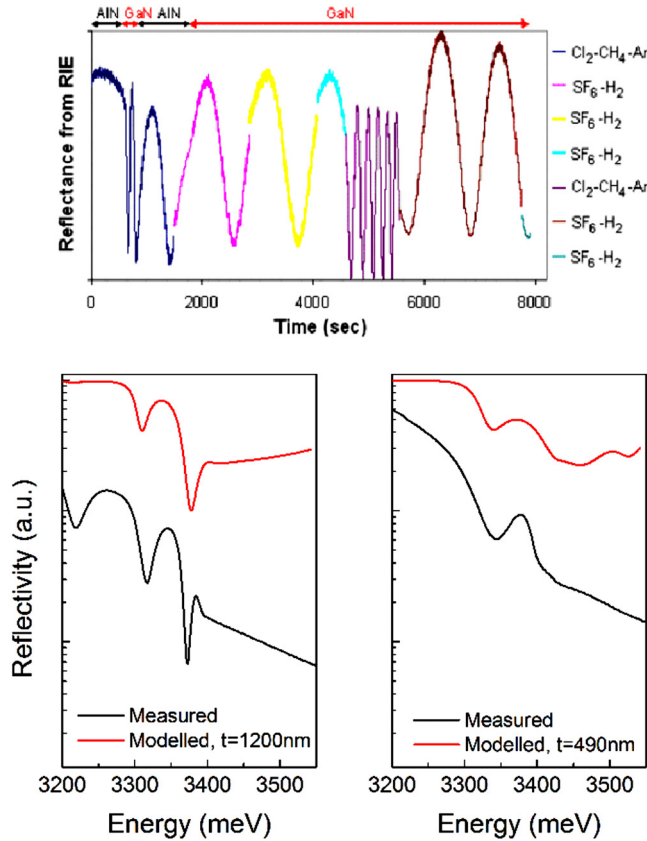 AlN GaN AlN GaN
Reflectance from RIE
Cl2-CH4-Ar
SF6-H2
SF6-H2
SF6-H2
Cl2-CH4-Ar
SF6-H2
SF6-H2
0 2000 4000 6000 8000
Time (sec)
Reflectivity (a.u.)
Measured
Modelled, t=1200nm
3200 3300 3400 3500
Energy (meV)
Measured
Modelled, t=490nm
3200 3300 3400 3500
Energy (meV)